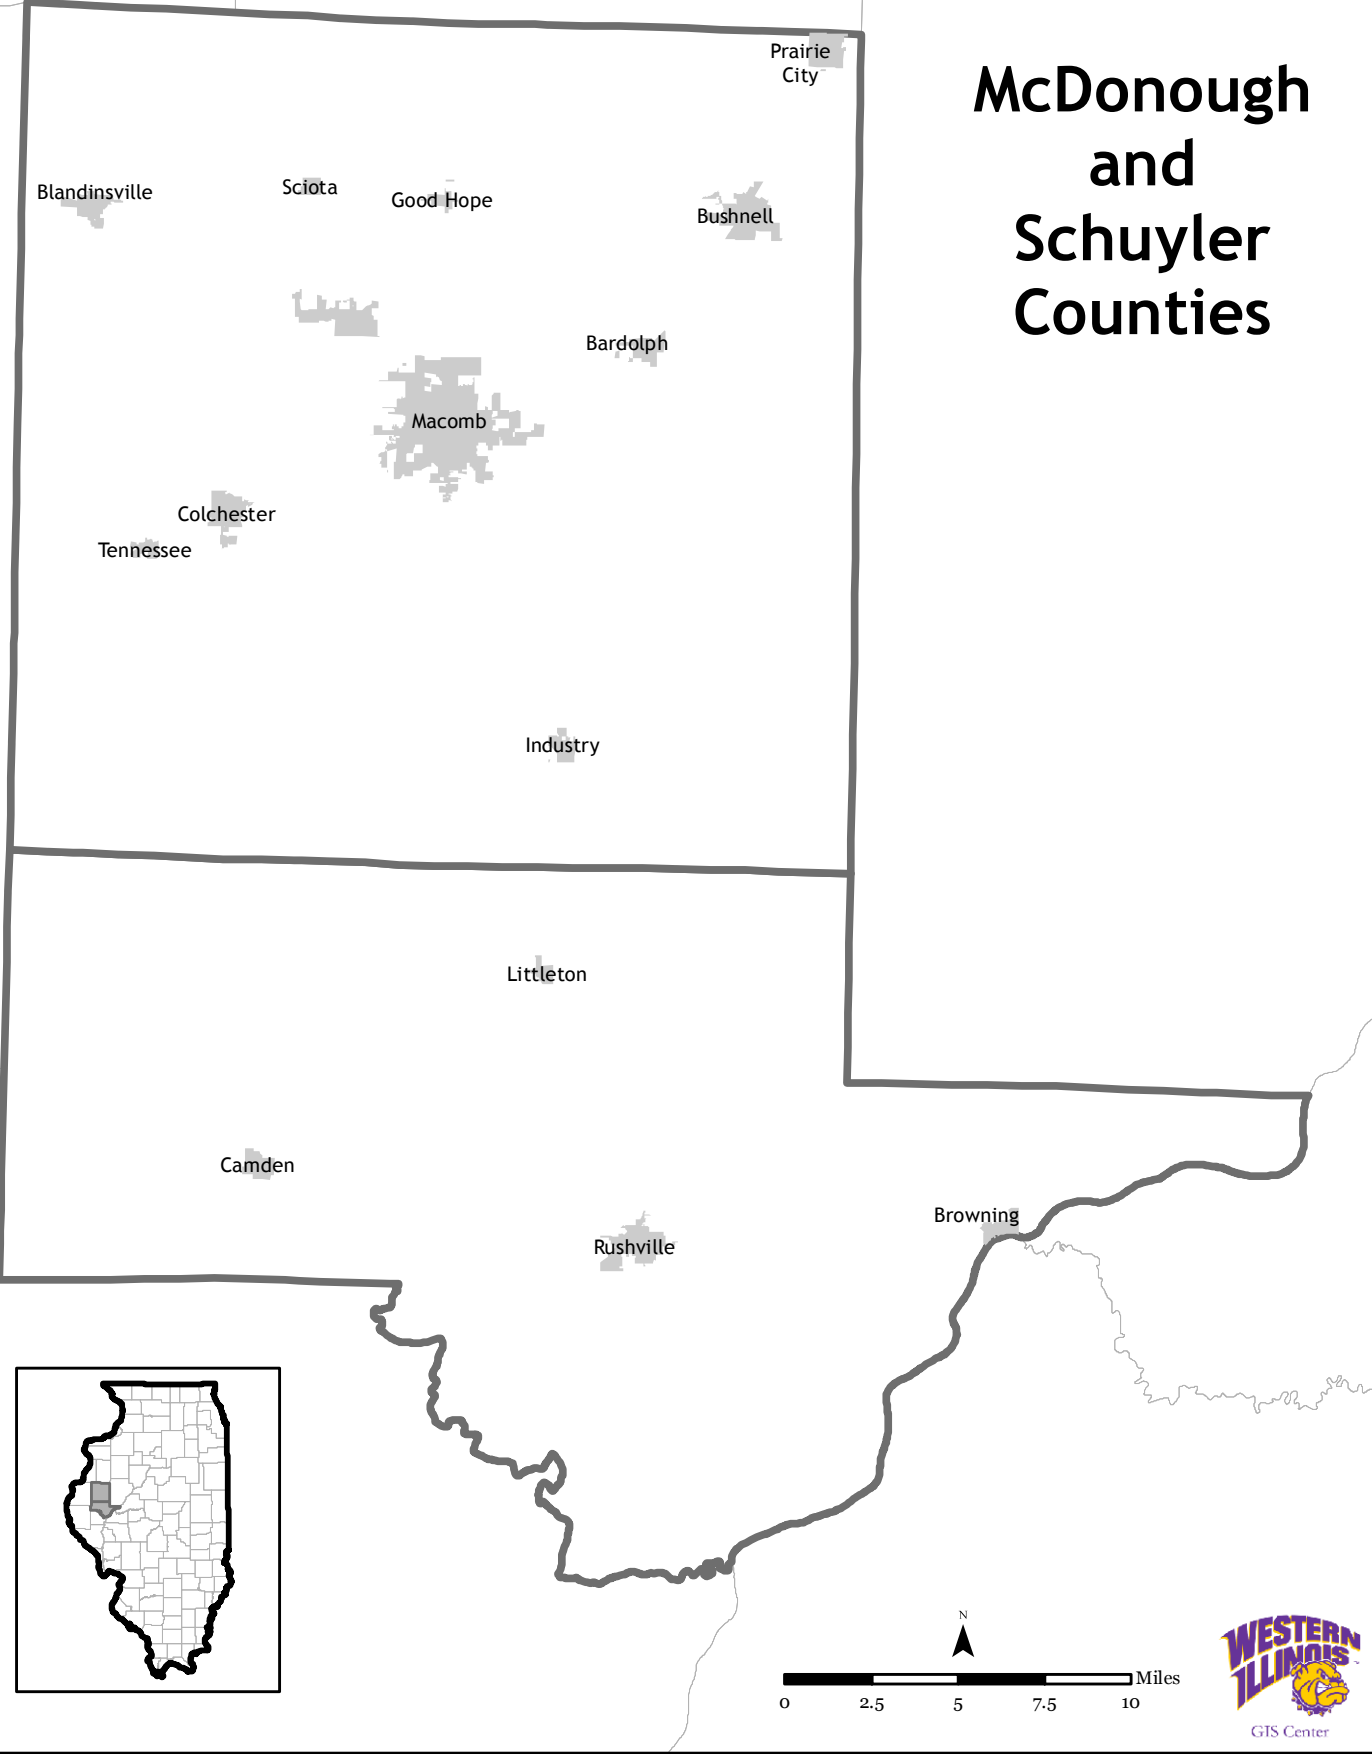 McDonough
and
Schuyler
Counties
Prairie
City
Blandinsville
Sciota
Good Hope
Bushnell
Bardolph
Macomb
Colchester
Tennessee
Industry
Littleton
Camden
Rushville
Browning
N
Miles
0 2.5 5 7.5 10
WESTERN
ILLINOIS
GIS Center